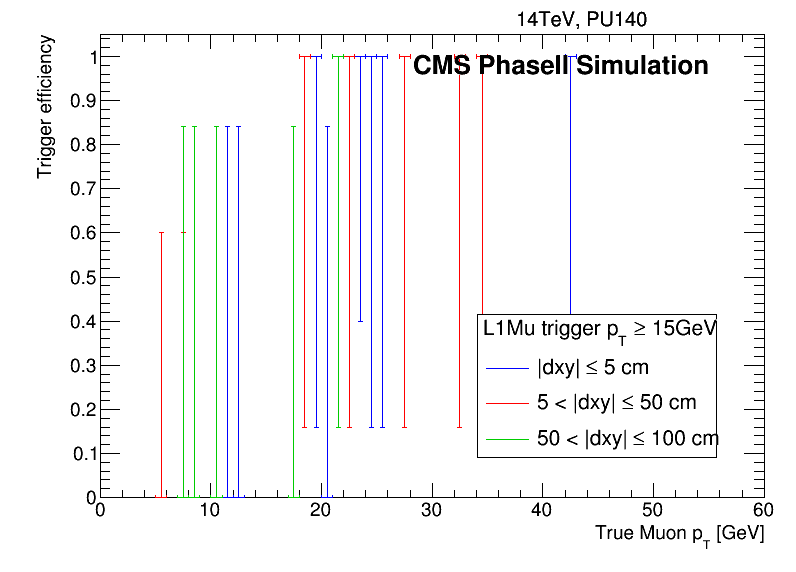 14TeV, PU140
CMS PhaseII Simulation
Trigger efficiency
1
0.9
0.8
0.7
0.6
0.5
0.4
0.3
0.2
0.1
0
L1Mu trigger pT ≥ 15GeV
|dxy| ≤ 5 cm
5 < |dxy| ≤ 50 cm
50 < |dxy| ≤ 100 cm
0 10 20 30 40 50 60
True Muon pT [GeV]